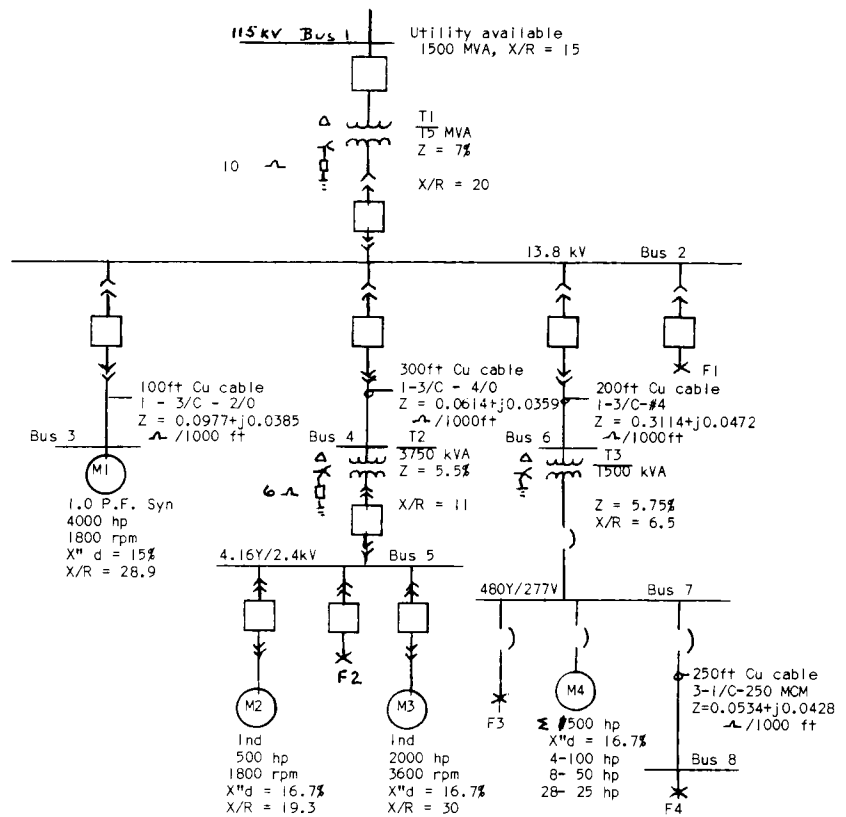 115 kV Bus 1
Utility available
1500 MVA, X/R = 15
Δ
T1
15 MVA
Z = 7%
X/R = 20
10 Ω
13.8 kV Bus 2
F1
100ft Cu cable
1 - 3/C - 2/0
Z = 0.0977+j0.0385
Ω /1000 ft
300ft Cu cable
1-3/C - 4/0
Z = 0.0614+j0.0359
Ω /1000ft
200ft Cu cable
1-3/C-#4
Z = 0.3114+j0.0472
Ω /1000ft
Bus 3
M1
1.0 P.F. Syn
4000 hp
1800 rpm
X"d = 15%
X/R = 28.9
Bus 4
Δ
T2
3750 kVA
Z = 5.5%
X/R = 11
6 Ω
Bus 6
Δ
T3
1500 kVA
Z = 5.75%
X/R = 6.5
4.16Y/2.4kV Bus 5
480Y/277V Bus 7
M2
Ind
500 hp
1800 rpm
X"d = 16.7%
X/R = 19.3
F2
M3
Ind
2000 hp
3600 rpm
X"d = 16.7%
X/R = 30
F3
M4
Σ 1500 hp
X"d = 16.7%
4-100 hp
8- 50 hp
28- 25 hp
250ft Cu cable
3-1/C-250 MCM
Z=0.0534+j0.0428
Ω /1000 ft
Bus 8
F4